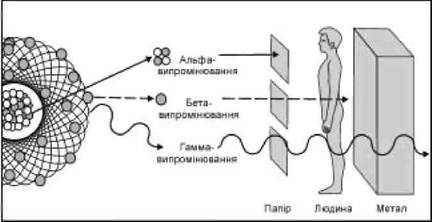 Альфа-
випромінювання
Бета-
випромінювання
Гамма-
випромінювання
Папір Людина Метал